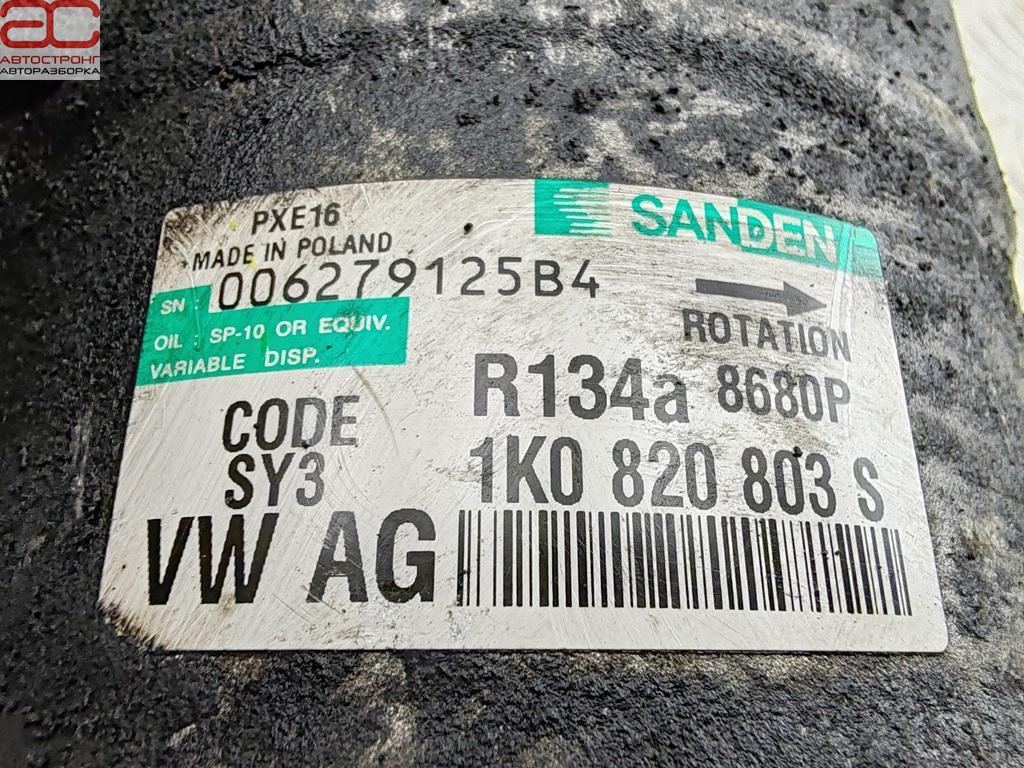 ac
АВТОСТРОНГ
АВТОРАЗБОРКА
PXE16
MADE IN POLAND
SANDEN
SN : 006279125B4
OIL : SP-10 OR EQUIV.
VARIABLE DISP.
ROTATION
R134a 8680P
CODE
SY3
1K0 820 803 S
VW AG